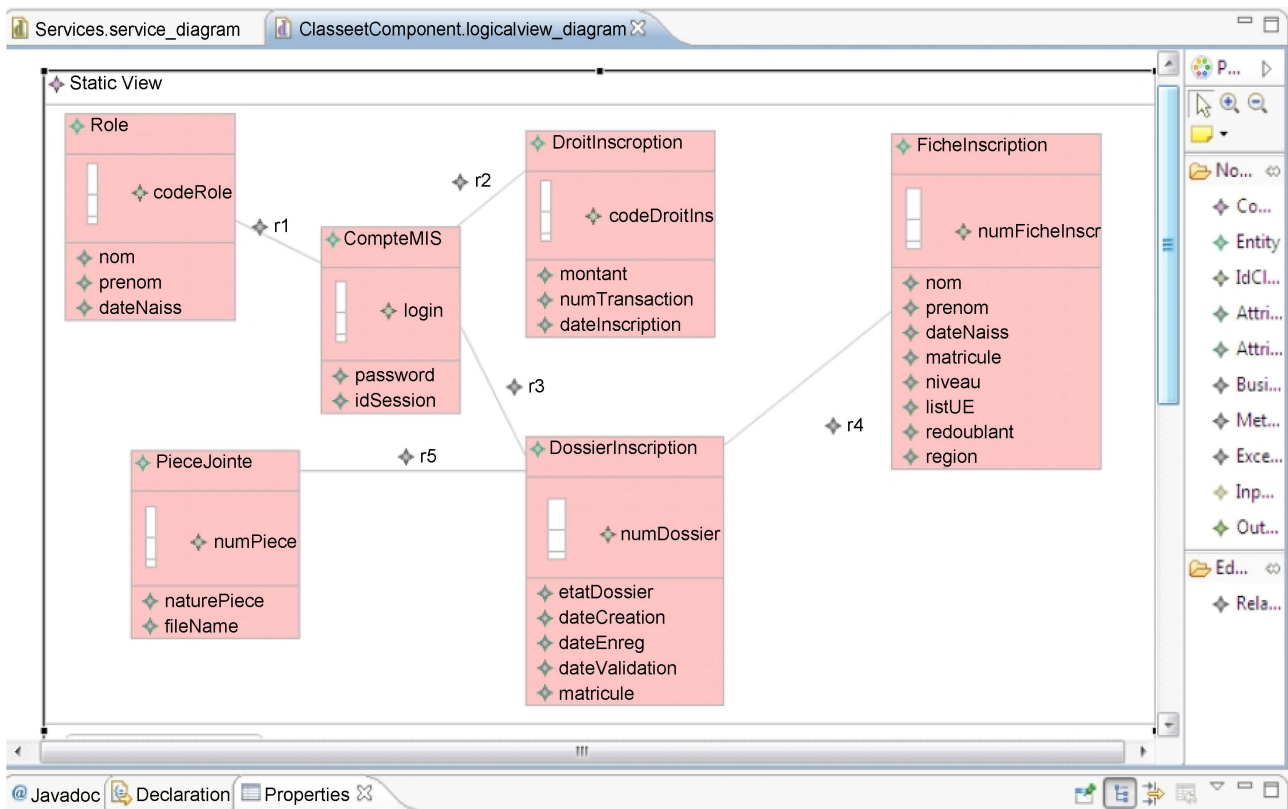 Services.service_diagram
ClasseetComponent.logicalview_diagram
Static View
Role
codeRole
nom
prenom
dateNaiss
r1
CompteMIS
login
password
idSession
r2
DroitInscroption
codeDroitIns
montant
numTransaction
dateInscription
FicheInscription
numFicheInscr
nom
prenom
dateNaiss
matricule
niveau
listUE
redoublant
region
r3
r4
r5
PieceJointe
numPiece
naturePiece
fileName
DossierInscription
numDossier
etatDossier
dateCreation
dateEnreg
dateValidation
matricule
P...
No...
Co...
Entity
IdCl...
Attri...
Attri...
Busi...
Met...
Exce...
Inp...
Out...
Ed...
Rela...
@ Javadoc
Declaration
Properties